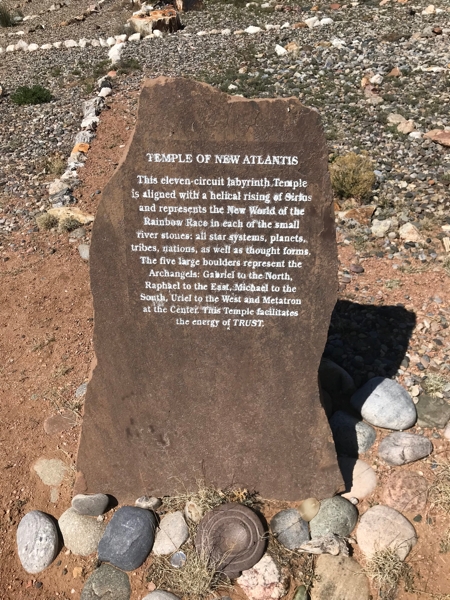 TEMPLE OF NEW ATLANTIS
This eleven-circuit labyrinth Temple
is aligned with a helical rising of Sirius
and represents the New World of the
Rainbow Race in each of the small
river stones: all star systems, planets,
tribes, nations, as well as thought forms.
The five large boulders represent the
Archangels: Gabriel to the North,
Raphael to the East, Michael to the
South, Uriel to the West and Metatron
at the Center. This Temple facilitates
the energy of TRUST.